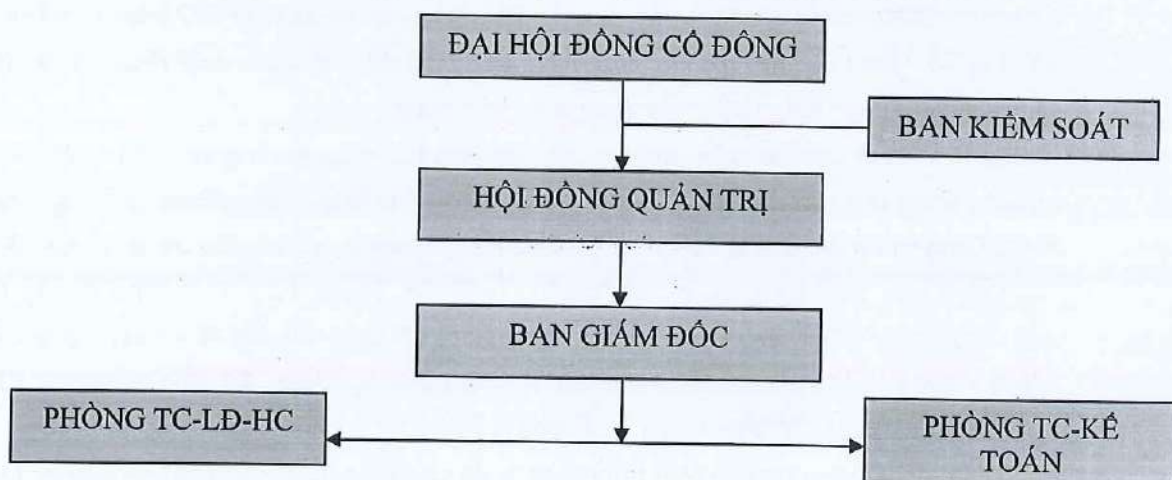 ĐẠI HỘI ĐỒNG CỔ ĐÔNG
BAN KIỂM SOÁT
HỘI ĐỒNG QUẢN TRỊ
BAN GIÁM ĐỐC
PHÒNG TC-LĐ-HC
PHÒNG TC-KẾ
TOÁN